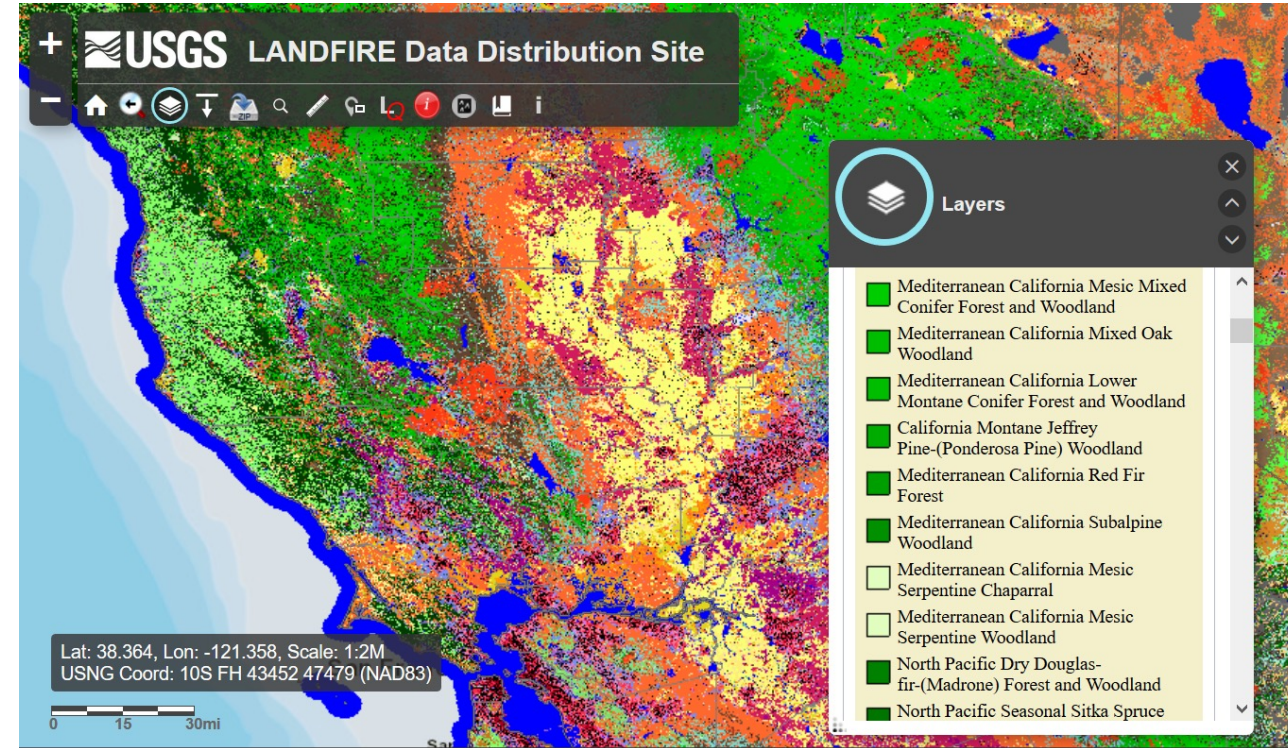 +
USGS LANDFIRE Data Distribution Site
−
ZIP
i
i
Layers
Mediterranean California Mesic Mixed
Conifer Forest and Woodland
Mediterranean California Mixed Oak
Woodland
Mediterranean California Lower
Montane Conifer Forest and Woodland
California Montane Jeffrey
Pine-(Ponderosa Pine) Woodland
Mediterranean California Red Fir
Forest
Mediterranean California Subalpine
Woodland
Mediterranean California Mesic
Serpentine Chaparral
Mediterranean California Mesic
Serpentine Woodland
North Pacific Dry Douglas-
fir-(Madrone) Forest and Woodland
North Pacific Seasonal Sitka Spruce
Lat: 38.364, Lon: -121.358, Scale: 1:2M
USNG Coord: 10S FH 43452 47479 (NAD83)
0 15 30mi